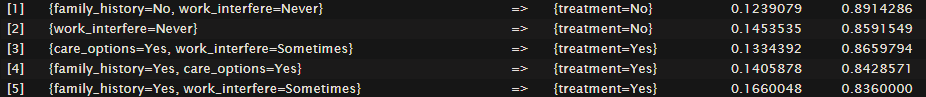 [1] {family_history=No, work_interfere=Never} => {treatment=No} 0.1239079 0.8914286
[2] {work_interfere=Never} => {treatment=No} 0.1453535 0.8591549
[3] {care_options=Yes, work_interfere=Sometimes} => {treatment=Yes} 0.1334392 0.8659794
[4] {family_history=Yes, care_options=Yes} => {treatment=Yes} 0.1405878 0.8428571
[5] {family_history=Yes, work_interfere=Sometimes} => {treatment=Yes} 0.1660048 0.8360000